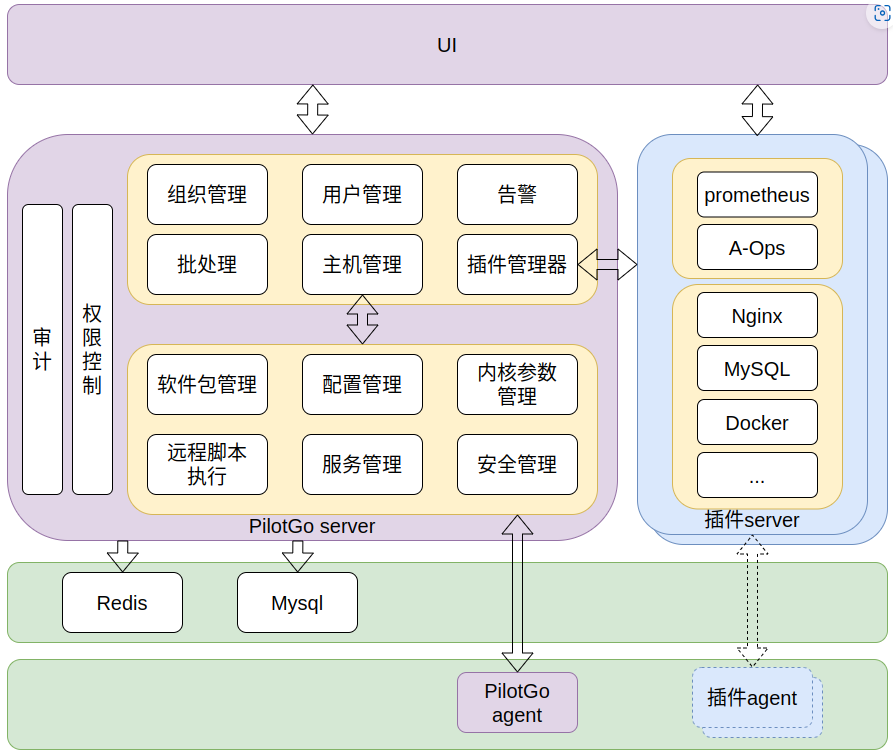 UI
审
计
权
限
控
制
组织管理
用户管理
告警
批处理
主机管理
插件管理器
软件包管理
配置管理
内核参数
管理
远程脚本
执行
服务管理
安全管理
PilotGo server
prometheus
A-Ops
Nginx
MySQL
Docker
...
插件server
Redis
Mysql
PilotGo
agent
插件agent